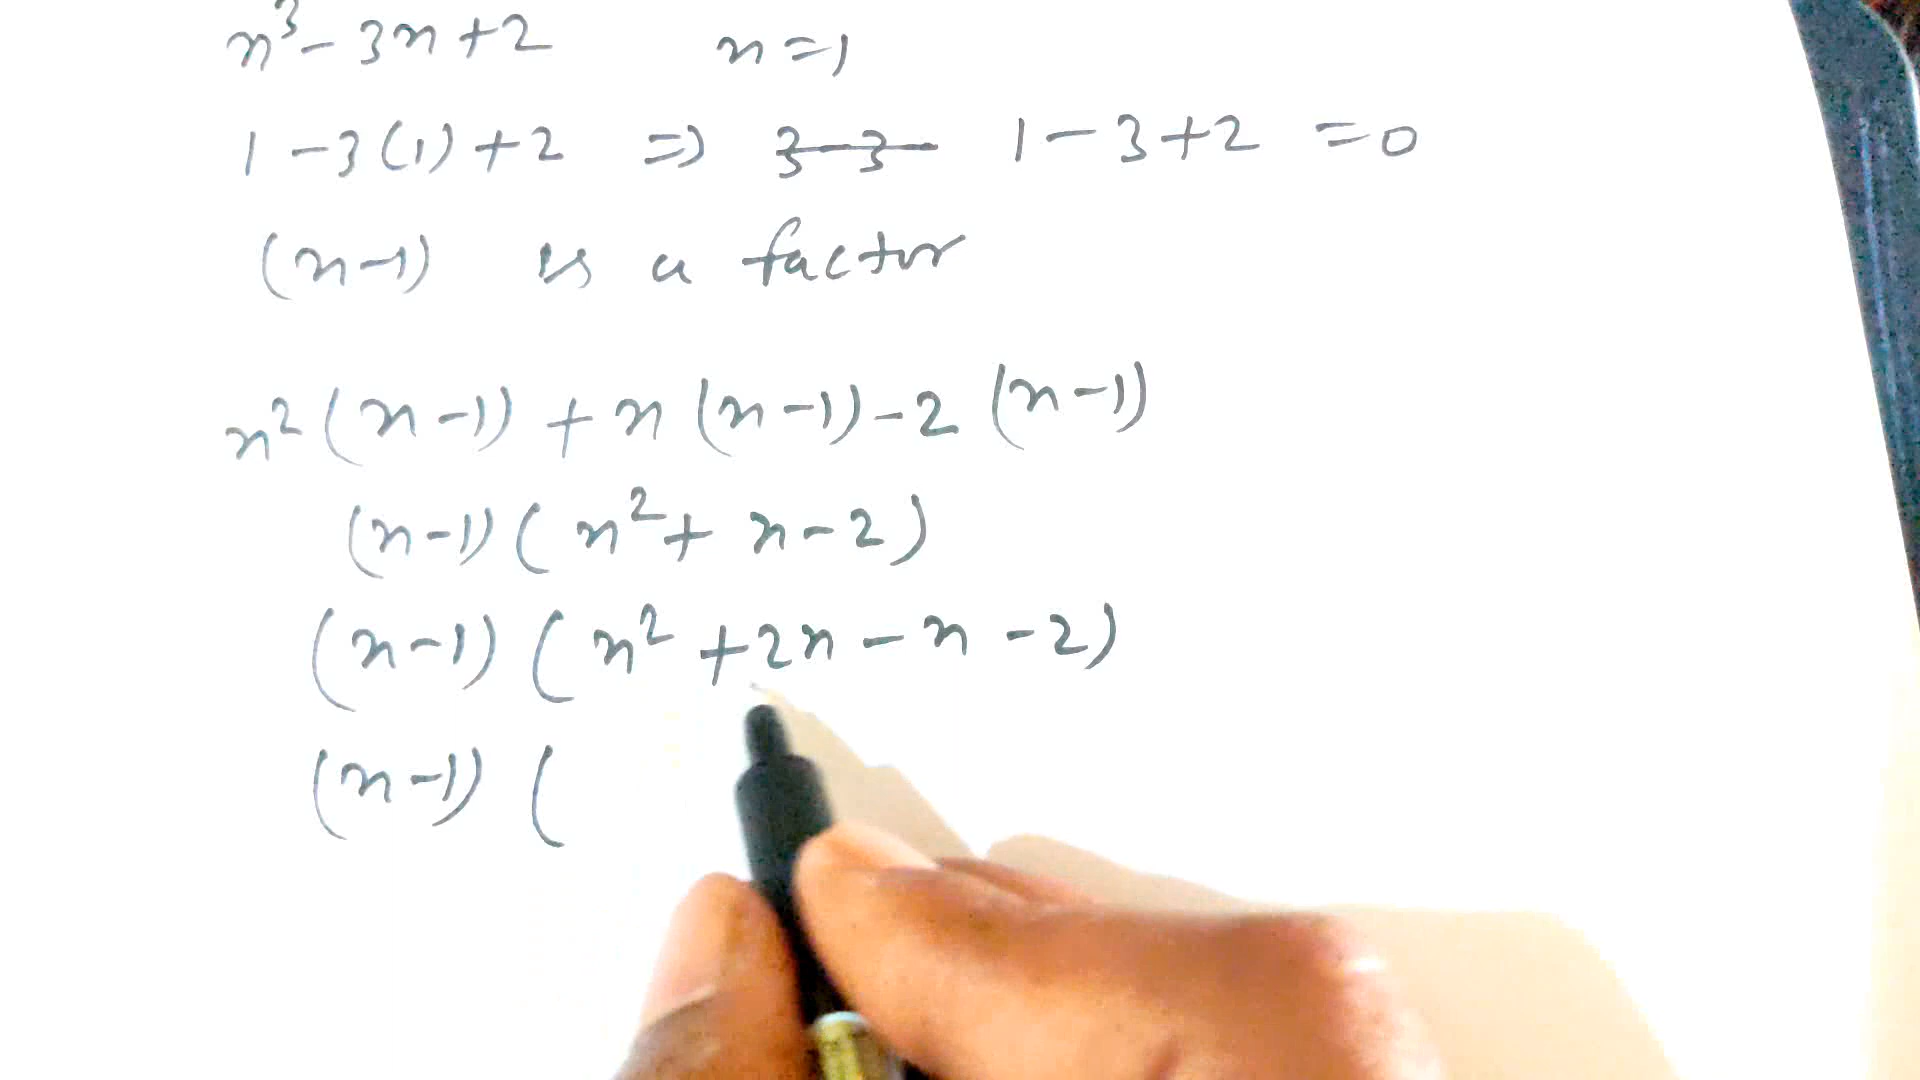 x³ - 3x + 2 x = 1
1 - 3(1) + 2 ⇒ 3 - 3 1 - 3 + 2 = 0
(x-1) is a factor
x² (x-1) + x (x-1) - 2 (x-1)
(x-1) ( x² + x - 2 )
(x-1) ( x² + 2x - x - 2 )
(x-1) (